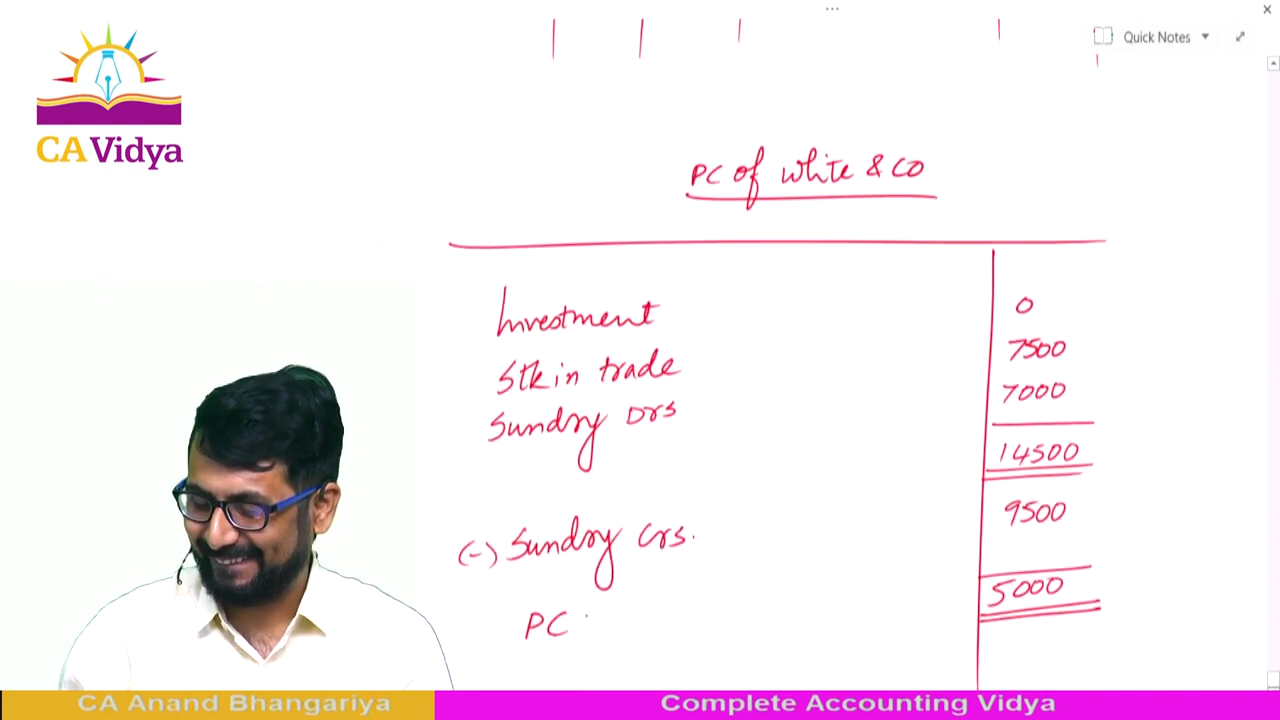 Quick Notes
CA Vidya
PC of White & CO
Investment 0
Stk in trade 7500
Sundry Drs 7000
14500
(-) Sundry Crs. 9500
PC 5000
CA Anand Bhangariya
Complete Accounting Vidya